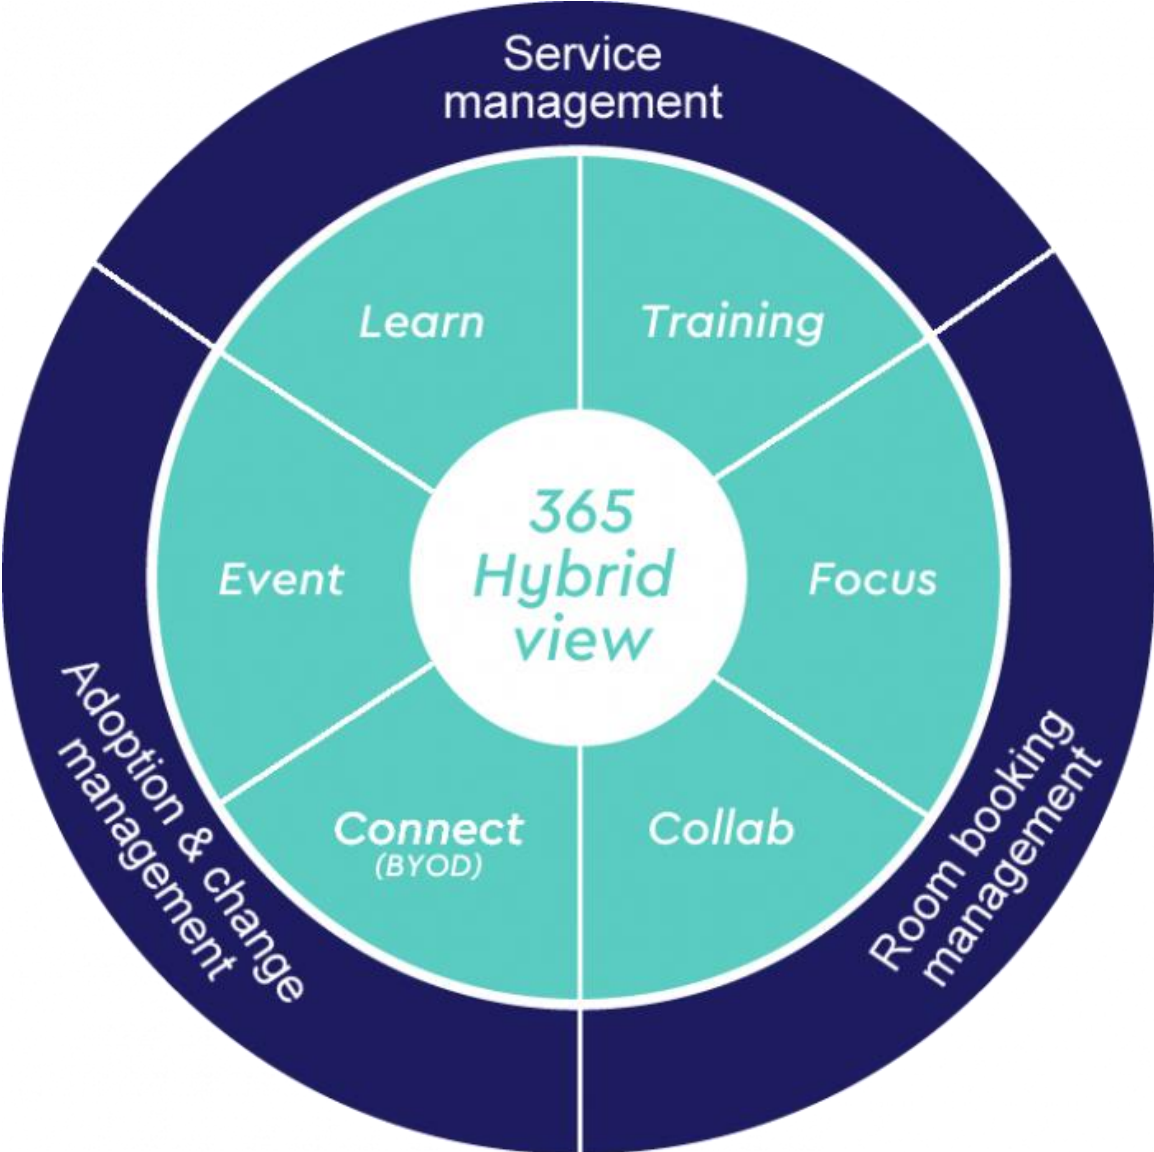 Service
management
Learn
Training
365
Hybrid
view
Event
Focus
Connect
(BYOD)
Collab
Adoption & change
management
Room booking
management